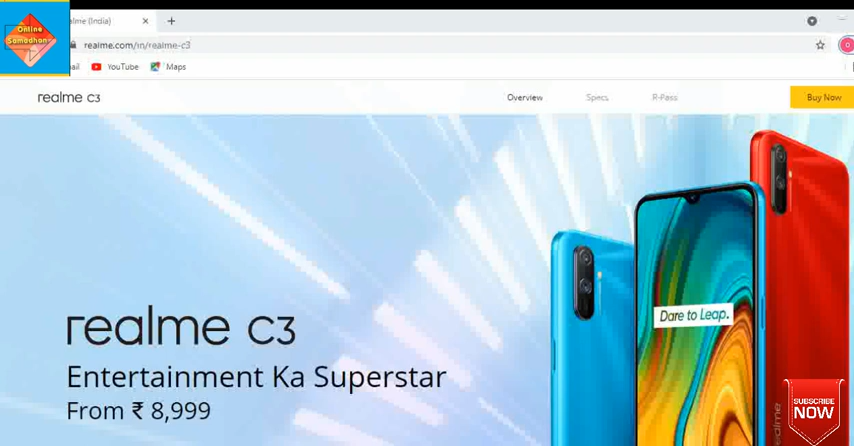 Online
Samadhan
lme (India)
realme.com/in/realme-c3
ail YouTube Maps
realme C3
Overview Specs R-Pass Buy Now
Dare to Leap.
realme C3
Entertainment Ka Superstar
From ₹ 8,999
realme
SUBSCRIBE
NOW